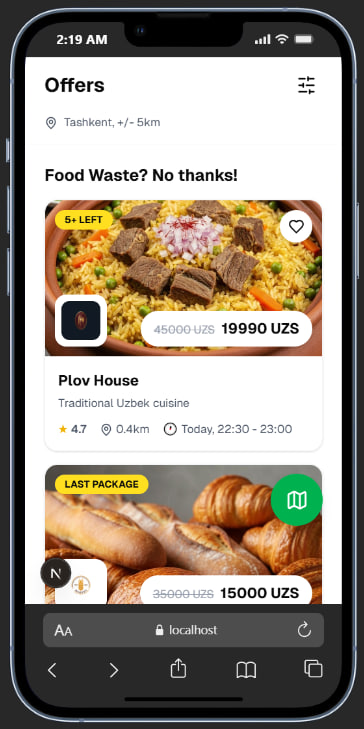 2:19 AM
Offers
Tashkent, +/- 5km
Food Waste? No thanks!
5+ LEFT
45000 UZS 19990 UZS
Plov House
Traditional Uzbek cuisine
4.7 0.4km Today, 22:30 - 23:00
LAST PACKAGE
N
35000 UZS 15000 UZS
AA localhost